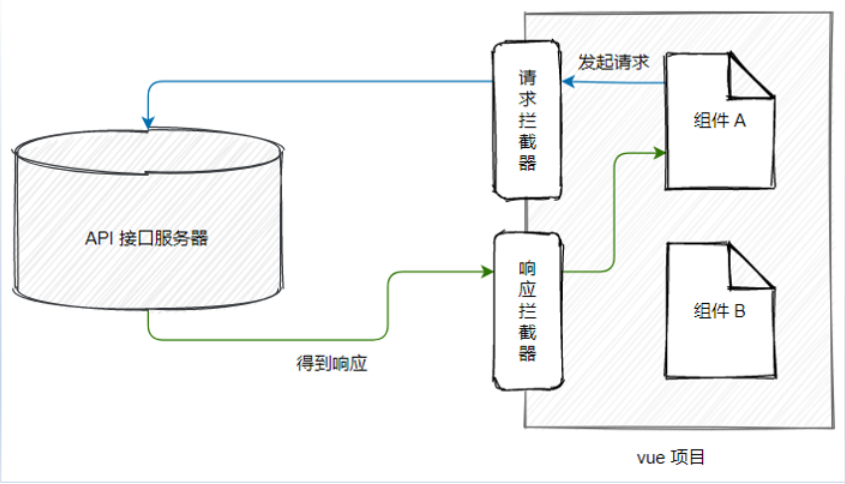 发起请求
请求拦截器
组件 A
API 接口服务器
响应拦截器
组件 B
得到响应
vue 项目